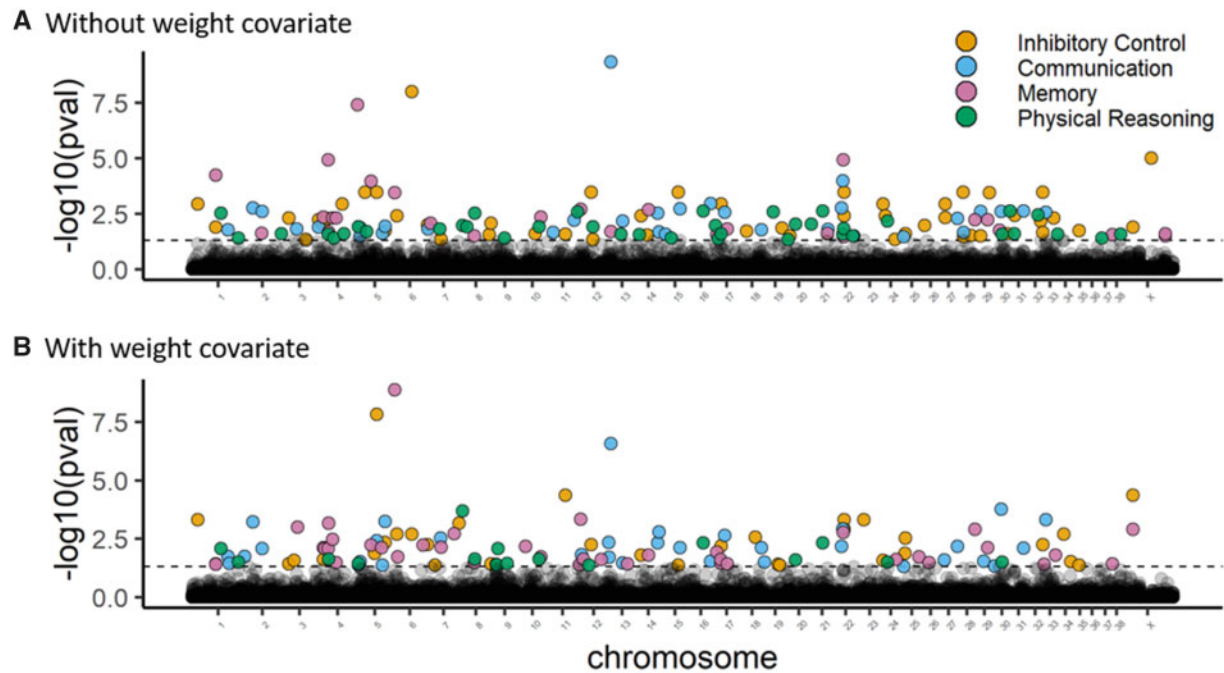 A Without weight covariate
Inhibitory Control
Communication
Memory
Physical Reasoning
-log10(pval)
7.5
5.0
2.5
0.0
1 2 3 4 5 6 7 8 9 10 11 12 13 14 15 16 17 18 19 20 21 22 23 24 25 26 27 28 29 30 31 32 33 34 35 36 37 38 X
B With weight covariate
-log10(pval)
7.5
5.0
2.5
0.0
1 2 3 4 5 6 7 8 9 10 11 12 13 14 15 16 17 18 19 20 21 22 23 24 25 26 27 28 29 30 31 32 33 34 35 36 37 38 X
chromosome